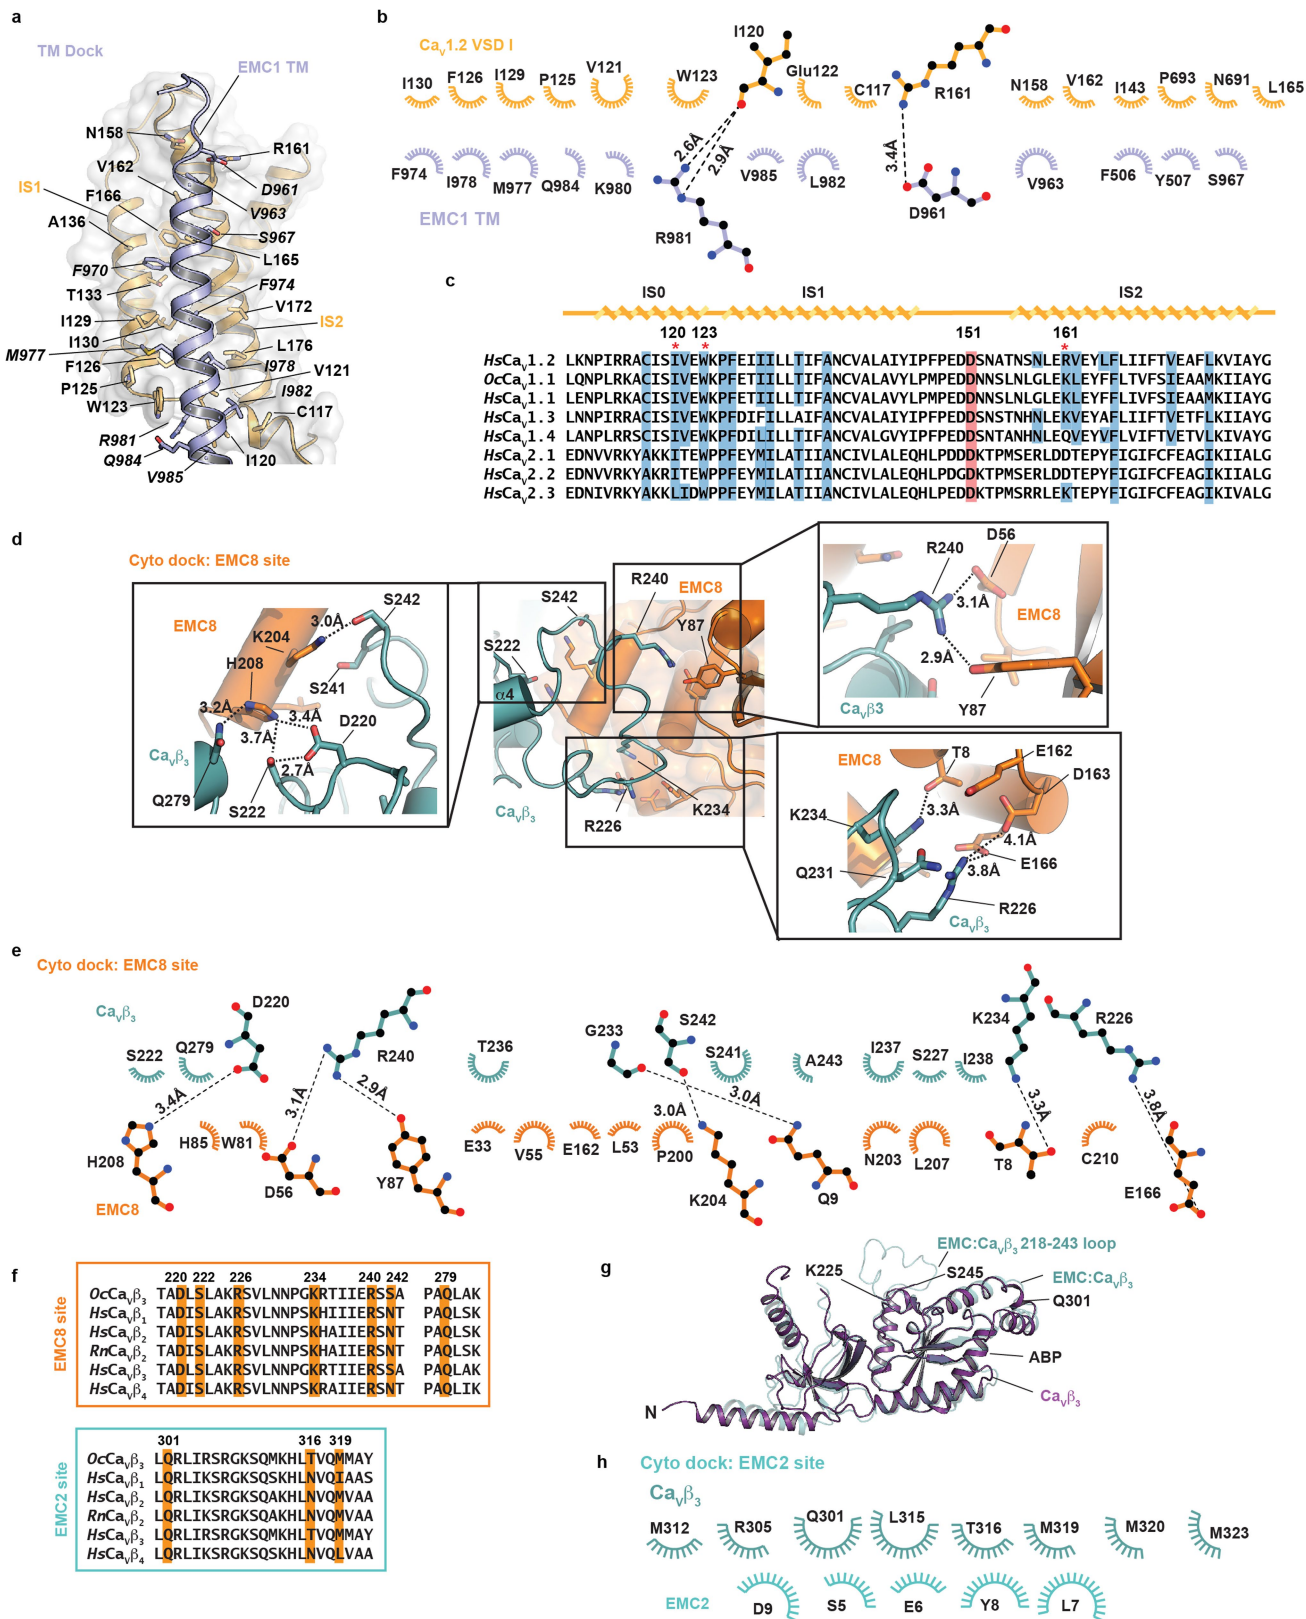 a
TM Dock
EMC1 TM
N158
R161
V162
D961
IS1
F166
V963
A136
S967
F970
L165
T133
F974
I129
V172
I130
IS2
M977
L176
F126
I978
P125
V121
W123
I982
C117
R981
Q984
I120
V985
b
CaV1.2 VSD I
I130 F126 I129 P125 V121 W123 I120 Glu122 C117 R161 N158 V162 I143 P693 N691 L165
2.6Å
2.9Å
3.4Å
F974 I978 M977 Q984 K980 V985 L982 D961 V963 F506 Y507 S967
EMC1 TM
R981
c
IS0 IS1 IS2
120 123 151 161
* * *
HsCaV1.2 LKNPIRRACISIVEWKPFEIIILLTIFANCVALAIYIPFPEDDSNATNSNLERVEYLFLIIFTVEAFLKVIAYG
OcCaV1.1 LQNPLRKACISIVEWKPFETIILLTIFANCVALAVYLPMPEDDNNSLNLGLEKLEYFFLTVFSIEAAMKIIAYG
HsCaV1.1 LENPLRKACISIVEWKPFETIILLTIFANCVALAVYLPMPEDDNNSLNLGLEKLEYFFLIVFSIEAAMKIIAYG
HsCaV1.3 LNNPIRRACISIVEWKPFDIFILLAIFANCVALAIYIPFPEDDSNSTNHNLEKVEYAFLIIFTVETFLKIIAYG
HsCaV1.4 LANPLRRSCISIVEWKPFDILILLTIFANCVALGVYIPFPEDDSNTANHNLEQVEYVFLVIFTVETVLKIVAYG
HsCaV2.1 EDNVVRKYAKKITEWPPFEYMILATIIANCIVLALEQHLPDDDKTPMSERLDDTEPYFIGIFCFEAGIKIIALG
HsCaV2.2 EDNVVRKYAKRITEWPPFEYMILATIIANCIVLALEQHLPDGDKTPMSERLDDTEPYFIGIFCFEAGIKIIALG
HsCaV2.3 EDNIVRKYAKKLIDWPPFEYMILATIIANCIVLALEQHLPEDDKTPMSRRLEKTEPYFIGIFCFEAGIKIVALG
d
Cyto dock: EMC8 site
EMC8
S242
3.0Å
K204
H208
S241
3.2Å
3.4Å
D220
3.7Å
CaVβ3
2.7Å
Q279
S222
S242
R240
EMC8
Y87
S222
α4
CaVβ3
K234
R226
D56
R240
3.1Å
EMC8
2.9Å
CaVβ3
Y87
EMC8
T8
E162
D163
K234
3.3Å
4.1Å
Q231
E166
3.8Å
R226
CaVβ3
e
Cyto dock: EMC8 site
CaVβ3
S222 Q279 D220 R240 T236 G233 S242 S241 A243 I237 S227 I238 K234 R226
3.4Å 3.1Å 2.9Å 3.0Å 3.0Å 3.3Å 3.8Å
H208 H85 W81 D56 Y87 E33 V55 E162 L53 P200 K204 Q9 N203 L207 T8 C210 E166
EMC8
f
EMC8 site
220 222 226 234 240 242 279
OcCaVβ3 TADLSLAKRSVLNNPGKRTIIERSSA PAQLAK
HsCaVβ1 TADISLAKRSVLNNPSKHIIIERSNT PAQLSK
HsCaVβ2 TADISLAKRSVLNNPSKHAIIERSNT PAQLSK
RnCaVβ2 TADISLAKRSVLNNPSKHAIIERSNT PAQLSK
HsCaVβ3 TADLSLAKRSVLNNPGKRTIIERSSA PAQLAK
HsCaVβ4 TADISLAKRSVLNNPSKRAIIERSNT PAQLIK
EMC2 site
301 316 319
OcCaVβ3 LQRLIRSRGKSQMKHLTVQMMAY
HsCaVβ1 LQRLIKSRGKSQSKHLNVQIAAS
HsCaVβ2 LQRLIKSRGKSQAKHLNVQMVAA
RnCaVβ2 LQRLIKSRGKSQAKHLNVQMVAA
HsCaVβ3 LQRLIRSRGKSQMKHLTVQMMAY
HsCaVβ4 LQRLIKSRGKSQSKHLNVQLVAA
g
EMC:CaVβ3 218-243 loop
K225
S245
EMC:CaVβ3
Q301
ABP
CaVβ3
N
h
Cyto dock: EMC2 site
CaVβ3
M312 R305 Q301 L315 T316 M319 M320 M323
EMC2 D9 S5 E6 Y8 L7